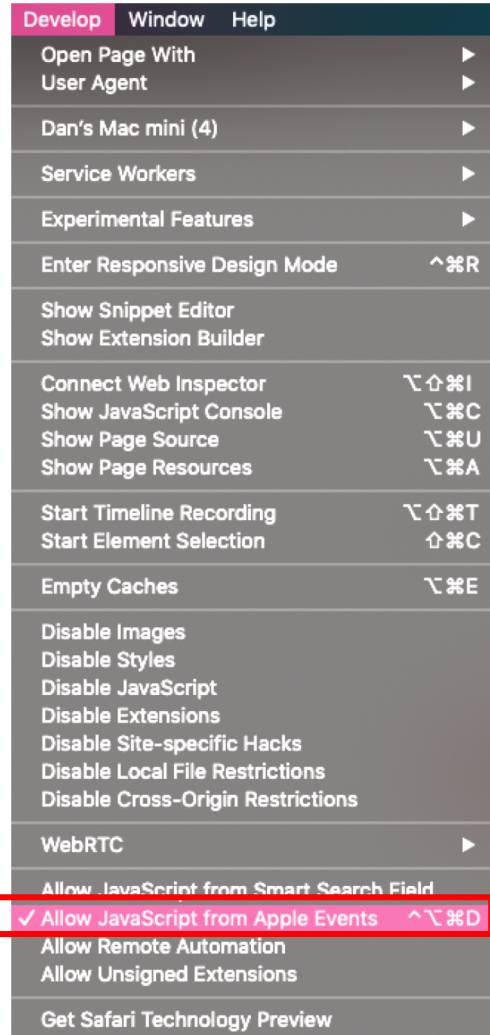 Develop Window Help
Open Page With ▶
User Agent ▶
Dan’s Mac mini (4) ▶
Service Workers ▶
Experimental Features ▶
Enter Responsive Design Mode ^⌘R
Show Snippet Editor
Show Extension Builder
Connect Web Inspector ⌥⇧⌘I
Show JavaScript Console ⌥⌘C
Show Page Source ⌥⌘U
Show Page Resources ⌥⌘A
Start Timeline Recording ⌥⇧⌘T
Start Element Selection ⇧⌘C
Empty Caches ⌥⌘E
Disable Images
Disable Styles
Disable JavaScript
Disable Extensions
Disable Site-specific Hacks
Disable Local File Restrictions
Disable Cross-Origin Restrictions
WebRTC ▶
Allow JavaScript from Smart Search Field
✓ Allow JavaScript from Apple Events ^⌥⌘D
Allow Remote Automation
Allow Unsigned Extensions
Get Safari Technology Preview